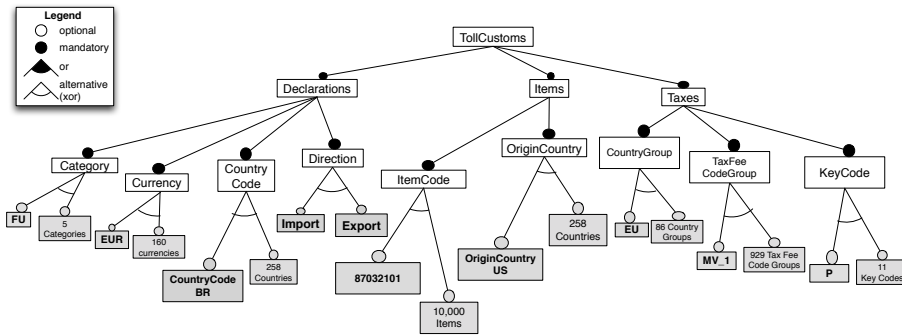 Legend
optional
mandatory
or
alternative
(xor)
TollCustoms
Declarations
Items
Taxes
Category
Currency
Country
Code
Direction
ItemCode
OriginCountry
CountryGroup
TaxFee
CodeGroup
KeyCode
FU
5
Categories
EUR
160
currencies
CountryCode
BR
258
Countries
Import
Export
87032101
10,000
Items
OriginCountry
US
258
Countries
EU
86 Country
Groups
MV_1
929 Tax Fee
Code Groups
P
11
Key Codes